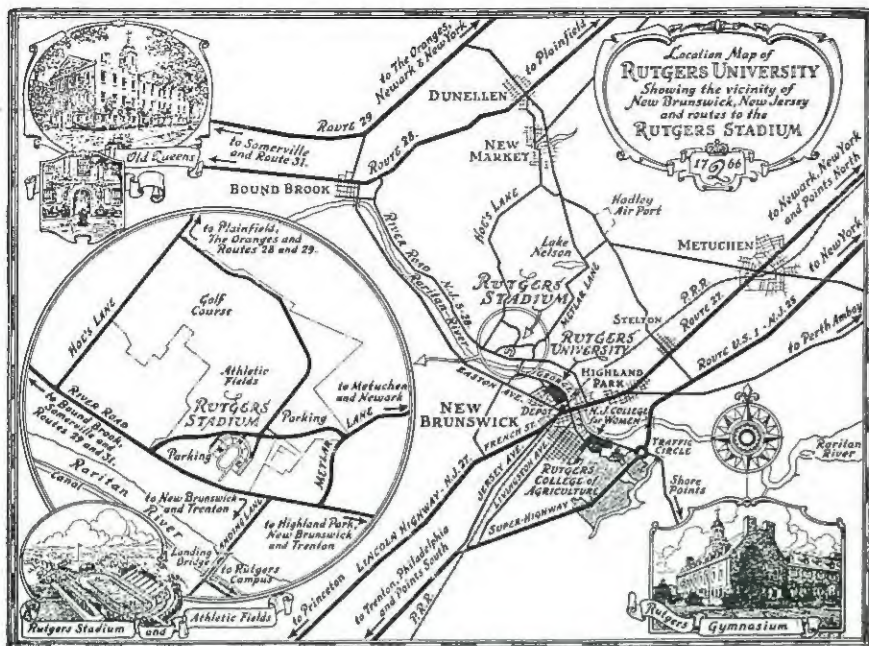 Location Map of
RUTGERS UNIVERSITY
Showing the vicinity of
New Brunswick, New Jersey
and routes to the
RUTGERS STADIUM
17 Q 66
to The Oranges,
Newark & New York
to Plainfield
DUNELLEN
ROUTE 29
ROUTE 28.
to Somerville
and Route 31.
Old Queens
BOUND BROOK
NEW
MARKET
Hadley
Air Port
HOG'S LANE
Lake
Nelson
METLAR LANE
METUCHEN
to Newark, New York
and Points North
to New York
to Perth Amboy
P.R.R.
ROUTE 27.
ROUTE U.S. 1 - N.J. 25
STELTON
RIVER ROAD
N.J. S-28
Raritan River
RUTGERS
STADIUM
RUTGERS
UNIVERSITY
HIGHLAND
PARK
EASTON
AVE.
GEORGE
DEPOT
N.J. COLLEGE
for WOMEN
NEW
BRUNSWICK
FRENCH ST.
JERSEY AVE.
LIVINGSTON AVE.
RUTGERS
COLLEGE of
AGRICULTURE
TRAFFIC
CIRCLE
Raritan
River
Shore
Points
SUPER-HIGHWAY
LINCOLN HIGHWAY - N.J. 27.
to Princeton
to Trenton, Philadelphia
and Points South
P.R.R.
to Plainfield,
The Oranges and
Routes 28 and 29.
HOG'S LANE
Golf
Course
Athletic
Fields
RUTGERS
STADIUM
Parking
Parking
to Metuchen
and Newark
METLAR LANE
RIVER ROAD
to Bound Brook,
Somerville and
Routes 29 and 31.
Raritan
River
Canal
to New Brunswick
and Trenton
LANDING LANE
to Highland Park
New Brunswick
and Trenton
Landing
Bridge
to Rutgers
Campus
Rutgers Stadium and Athletic Fields
Rutgers Gymnasium